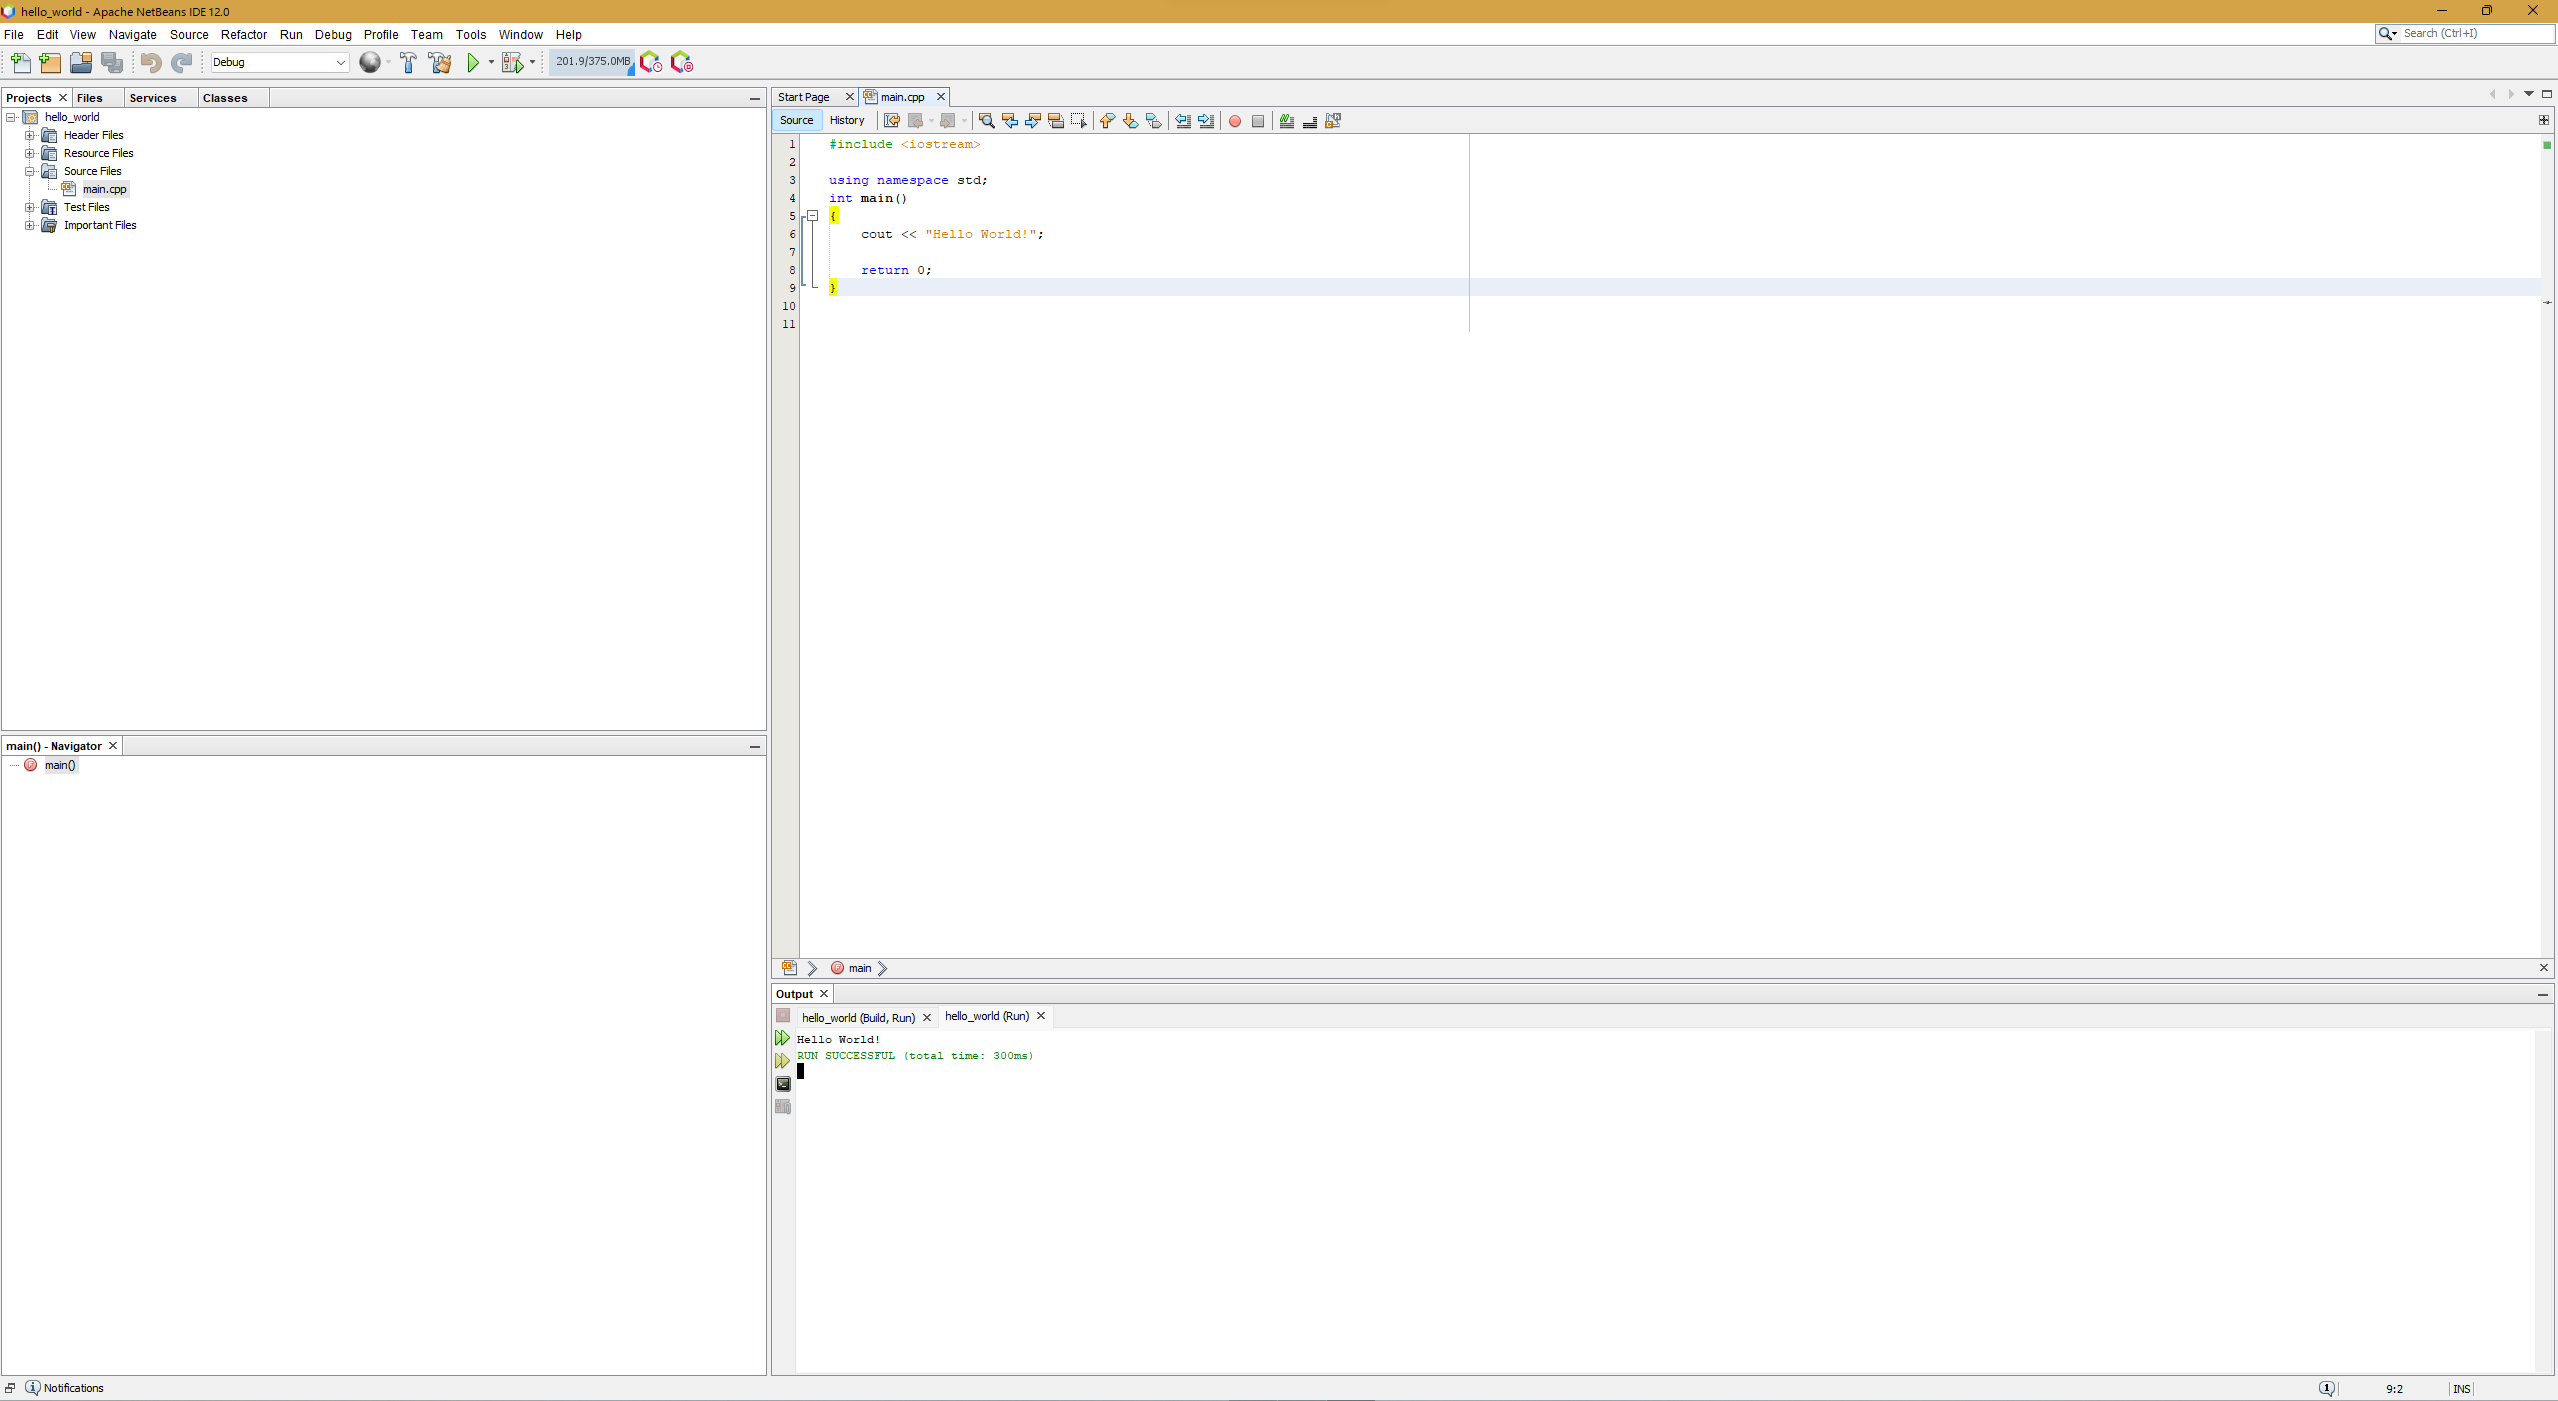 hello_world - Apache NetBeans IDE 12.0
File Edit View Navigate Source Refactor Run Debug Profile Team Tools Window Help
Search (Ctrl+I)
Debug
201.9/375.0MB
Projects Files Services Classes
hello_world
Header Files
Resource Files
Source Files
main.cpp
Test Files
Important Files
main() - Navigator
main()
Start Page main.cpp
Source History
1 #include <iostream>
2
3 using namespace std;
4 int main()
5 {
6 cout << "Hello World!";
7
8 return 0;
9 }
10
11
main
Output
hello_world (Build, Run) hello_world (Run)
Hello World!
RUN SUCCESSFUL (total time: 300ms)
Notifications
1 9:2 INS